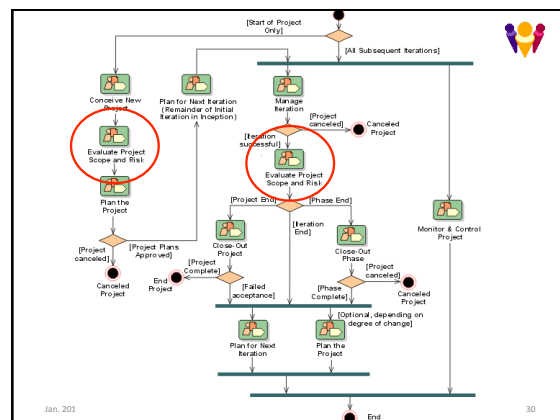 [Start of Project
Only]
[All Subsequent Iterations]
Conceive New
Project
Plan for Next Iteration
(Remainder of Initial
Iteration in Inception)
Manage
Iteration
[Project
canceled]
Canceled
Project
[Iteration
successful]
Evaluate Project
Scope and Risk
Evaluate Project
Scope and Risk
Plan the
Project
[Project End]
[Phase End]
[Iteration
End]
Monitor & Control
Project
[Project
canceled]
[Project Plans
Approved]
Close-Out
Project
Close-Out
Phase
Canceled
Project
End
Project
[Project
Complete]
[Failed
acceptance]
[Project
canceled]
[Phase
Complete]
Canceled
Project
Plan for Next
Iteration
Plan the
Project
[Optional, depending on
degree of change]
End
Jan. 201
30